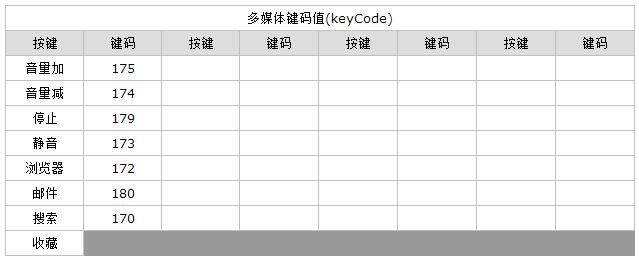 多媒体键码值(keyCode)
按键 键码 按键 键码 按键 键码 按键 键码
音量加 175
音量减 174
停止 179
静音 173
浏览器 172
邮件 180
搜索 170
收藏